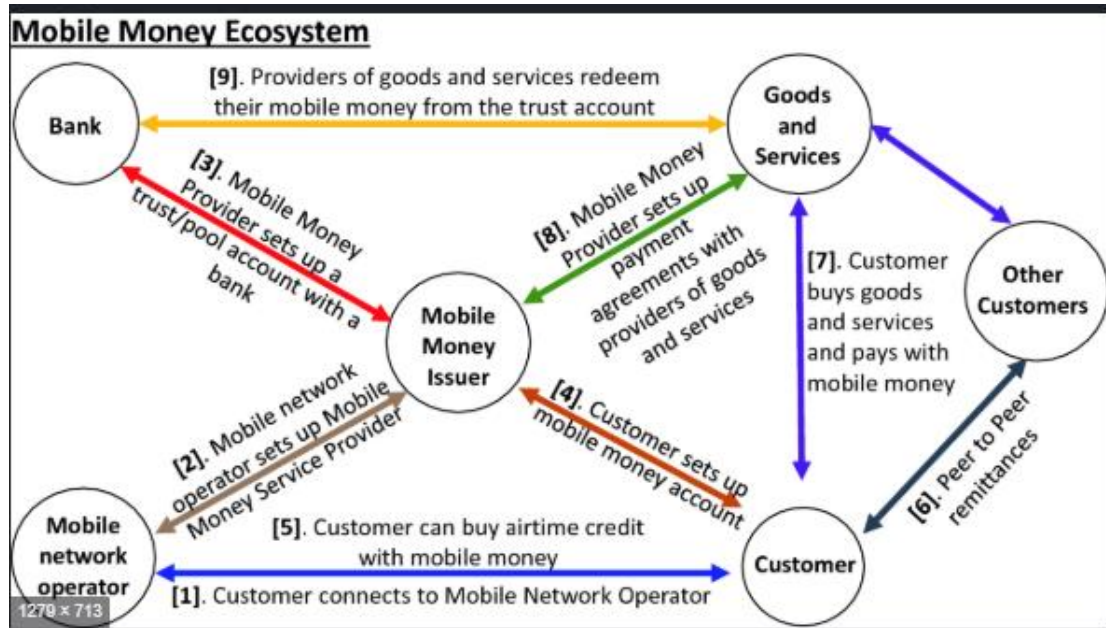 Mobile Money Ecosystem
[9]. Providers of goods and services redeem
their mobile money from the trust account
Bank
Goods
and
Services
[3]. Mobile Money
Provider sets up a
trust/pool account with a
bank
[8]. Mobile Money
Provider sets up
payment
agreements with
providers of goods
and services
[7]. Customer
buys goods
and services
and pays with
mobile money
Other
Customers
Mobile
Money
Issuer
[2]. Mobile network
operator sets up Mobile
Money Service Provider
[4]. Customer sets up
mobile money account
[6]. Peer to Peer
remittances
Mobile
network
operator
[5]. Customer can buy airtime credit
with mobile money
[1]. Customer connects to Mobile Network Operator
Customer
1279 × 713